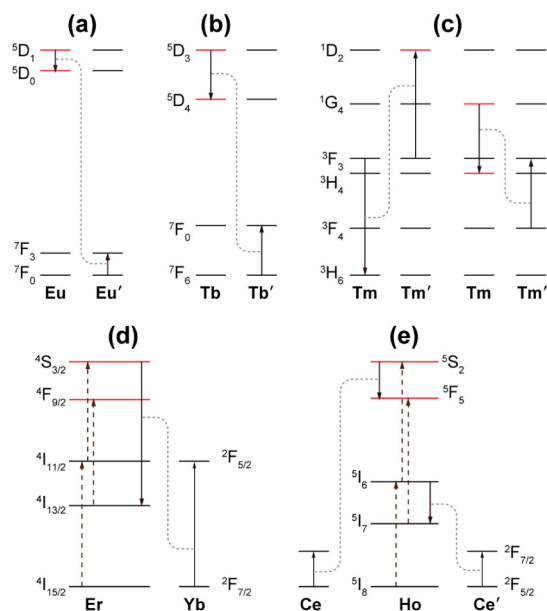 (a)
⁵D₁
⁵D₀
⁷F₃
⁷F₀
Eu Eu′
(b)
⁵D₃
⁵D₄
⁷F₀
⁷F₆
Tb Tb′
(c)
¹D₂
¹G₄
³F₃
³H₄
³F₄
³H₆
Tm Tm′ Tm Tm′
(d)
⁴S₃/₂
⁴F₉/₂
⁴I₁₁/₂ ²F₅/₂
⁴I₁₃/₂
⁴I₁₅/₂ ²F₇/₂
Er Yb
(e)
⁵S₂
⁵F₅
⁵I₆
⁵I₇
²F₇/₂
⁵I₈ ²F₅/₂
Ce Ho Ce′